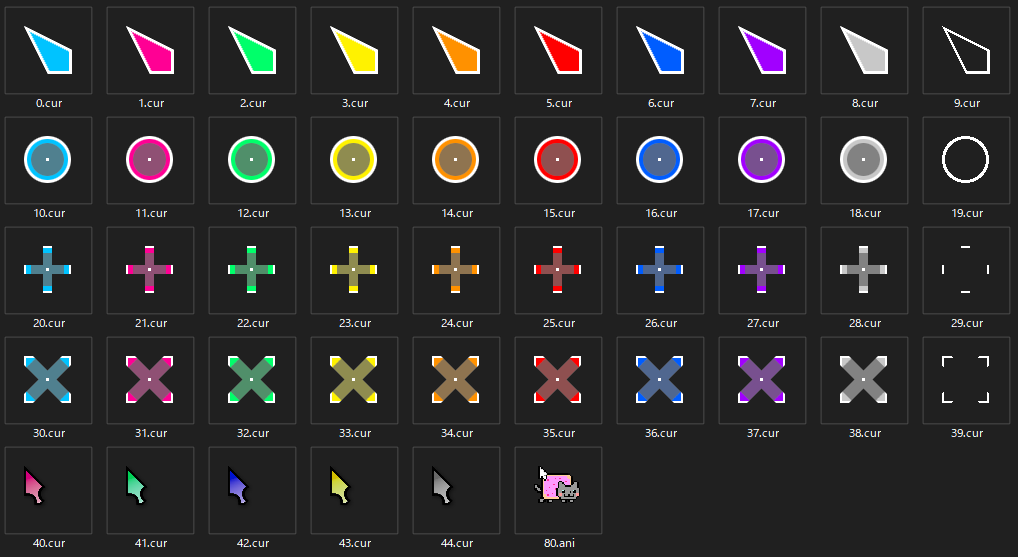 0.cur 1.cur 2.cur 3.cur 4.cur 5.cur 6.cur 7.cur 8.cur 9.cur
10.cur 11.cur 12.cur 13.cur 14.cur 15.cur 16.cur 17.cur 18.cur 19.cur
20.cur 21.cur 22.cur 23.cur 24.cur 25.cur 26.cur 27.cur 28.cur 29.cur
30.cur 31.cur 32.cur 33.cur 34.cur 35.cur 36.cur 37.cur 38.cur 39.cur
40.cur 41.cur 42.cur 43.cur 44.cur 80.ani